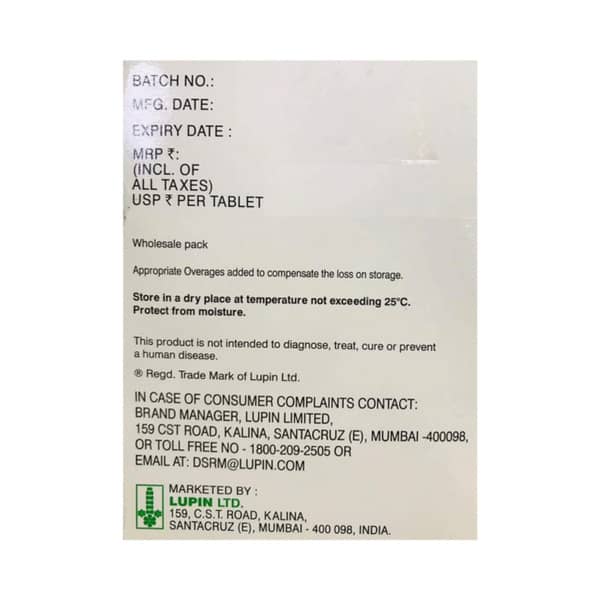 BATCH NO.:
MFG. DATE:
EXPIRY DATE :
MRP ₹:
(INCL. OF
ALL TAXES)
USP ₹ PER TABLET
Wholesale pack
Appropriate Overages added to compensate the loss on storage.
Store in a dry place at temperature not exceeding 25°C.
Protect from moisture.
This product is not intended to diagnose, treat, cure or prevent
a human disease.
® Regd. Trade Mark of Lupin Ltd.
IN CASE OF CONSUMER COMPLAINTS CONTACT:
BRAND MANAGER, LUPIN LIMITED,
159 CST ROAD, KALINA, SANTACRUZ (E), MUMBAI -400098,
OR TOLL FREE NO - 1800-209-2505 OR
EMAIL AT: DSRM@LUPIN.COM
MARKETED BY :
LUPIN LTD.
159, C.S.T. ROAD, KALINA,
SANTACRUZ (E), MUMBAI - 400 098, INDIA.